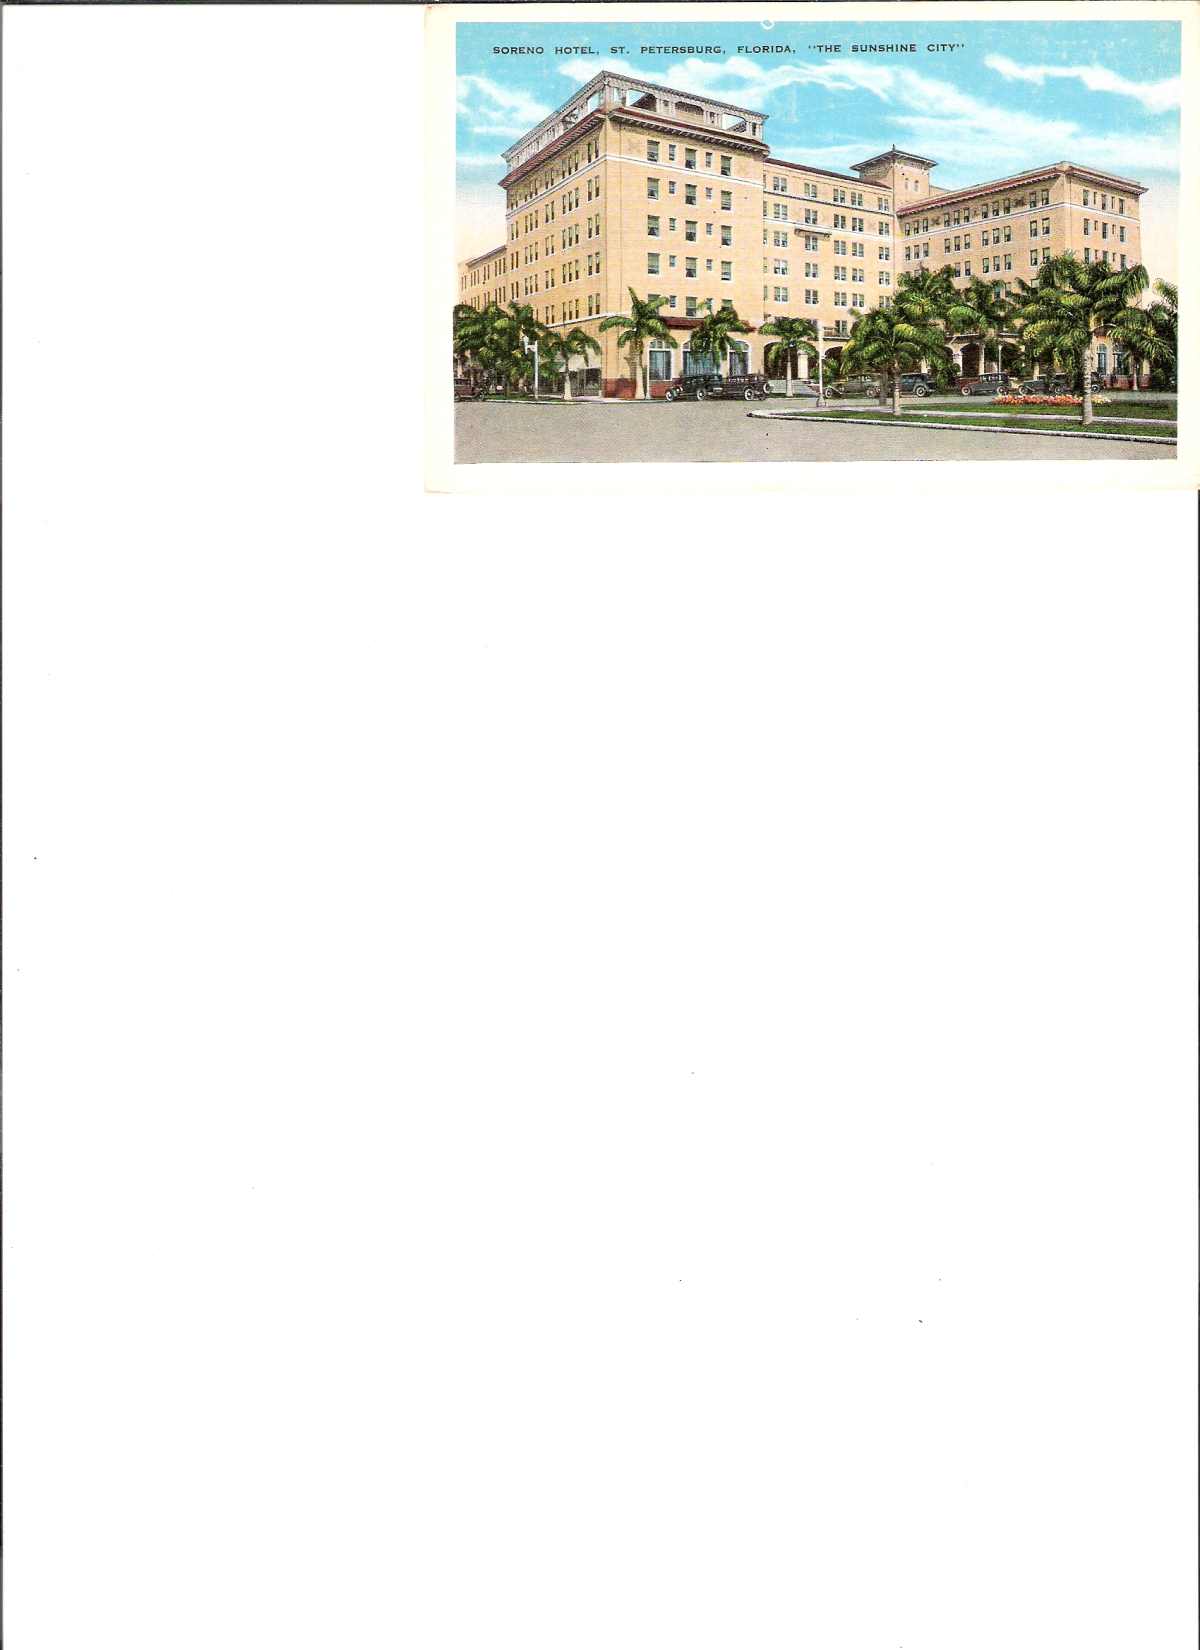 SORENO HOTEL, ST. PETERSBURG, FLORIDA, "THE SUNSHINE CITY"